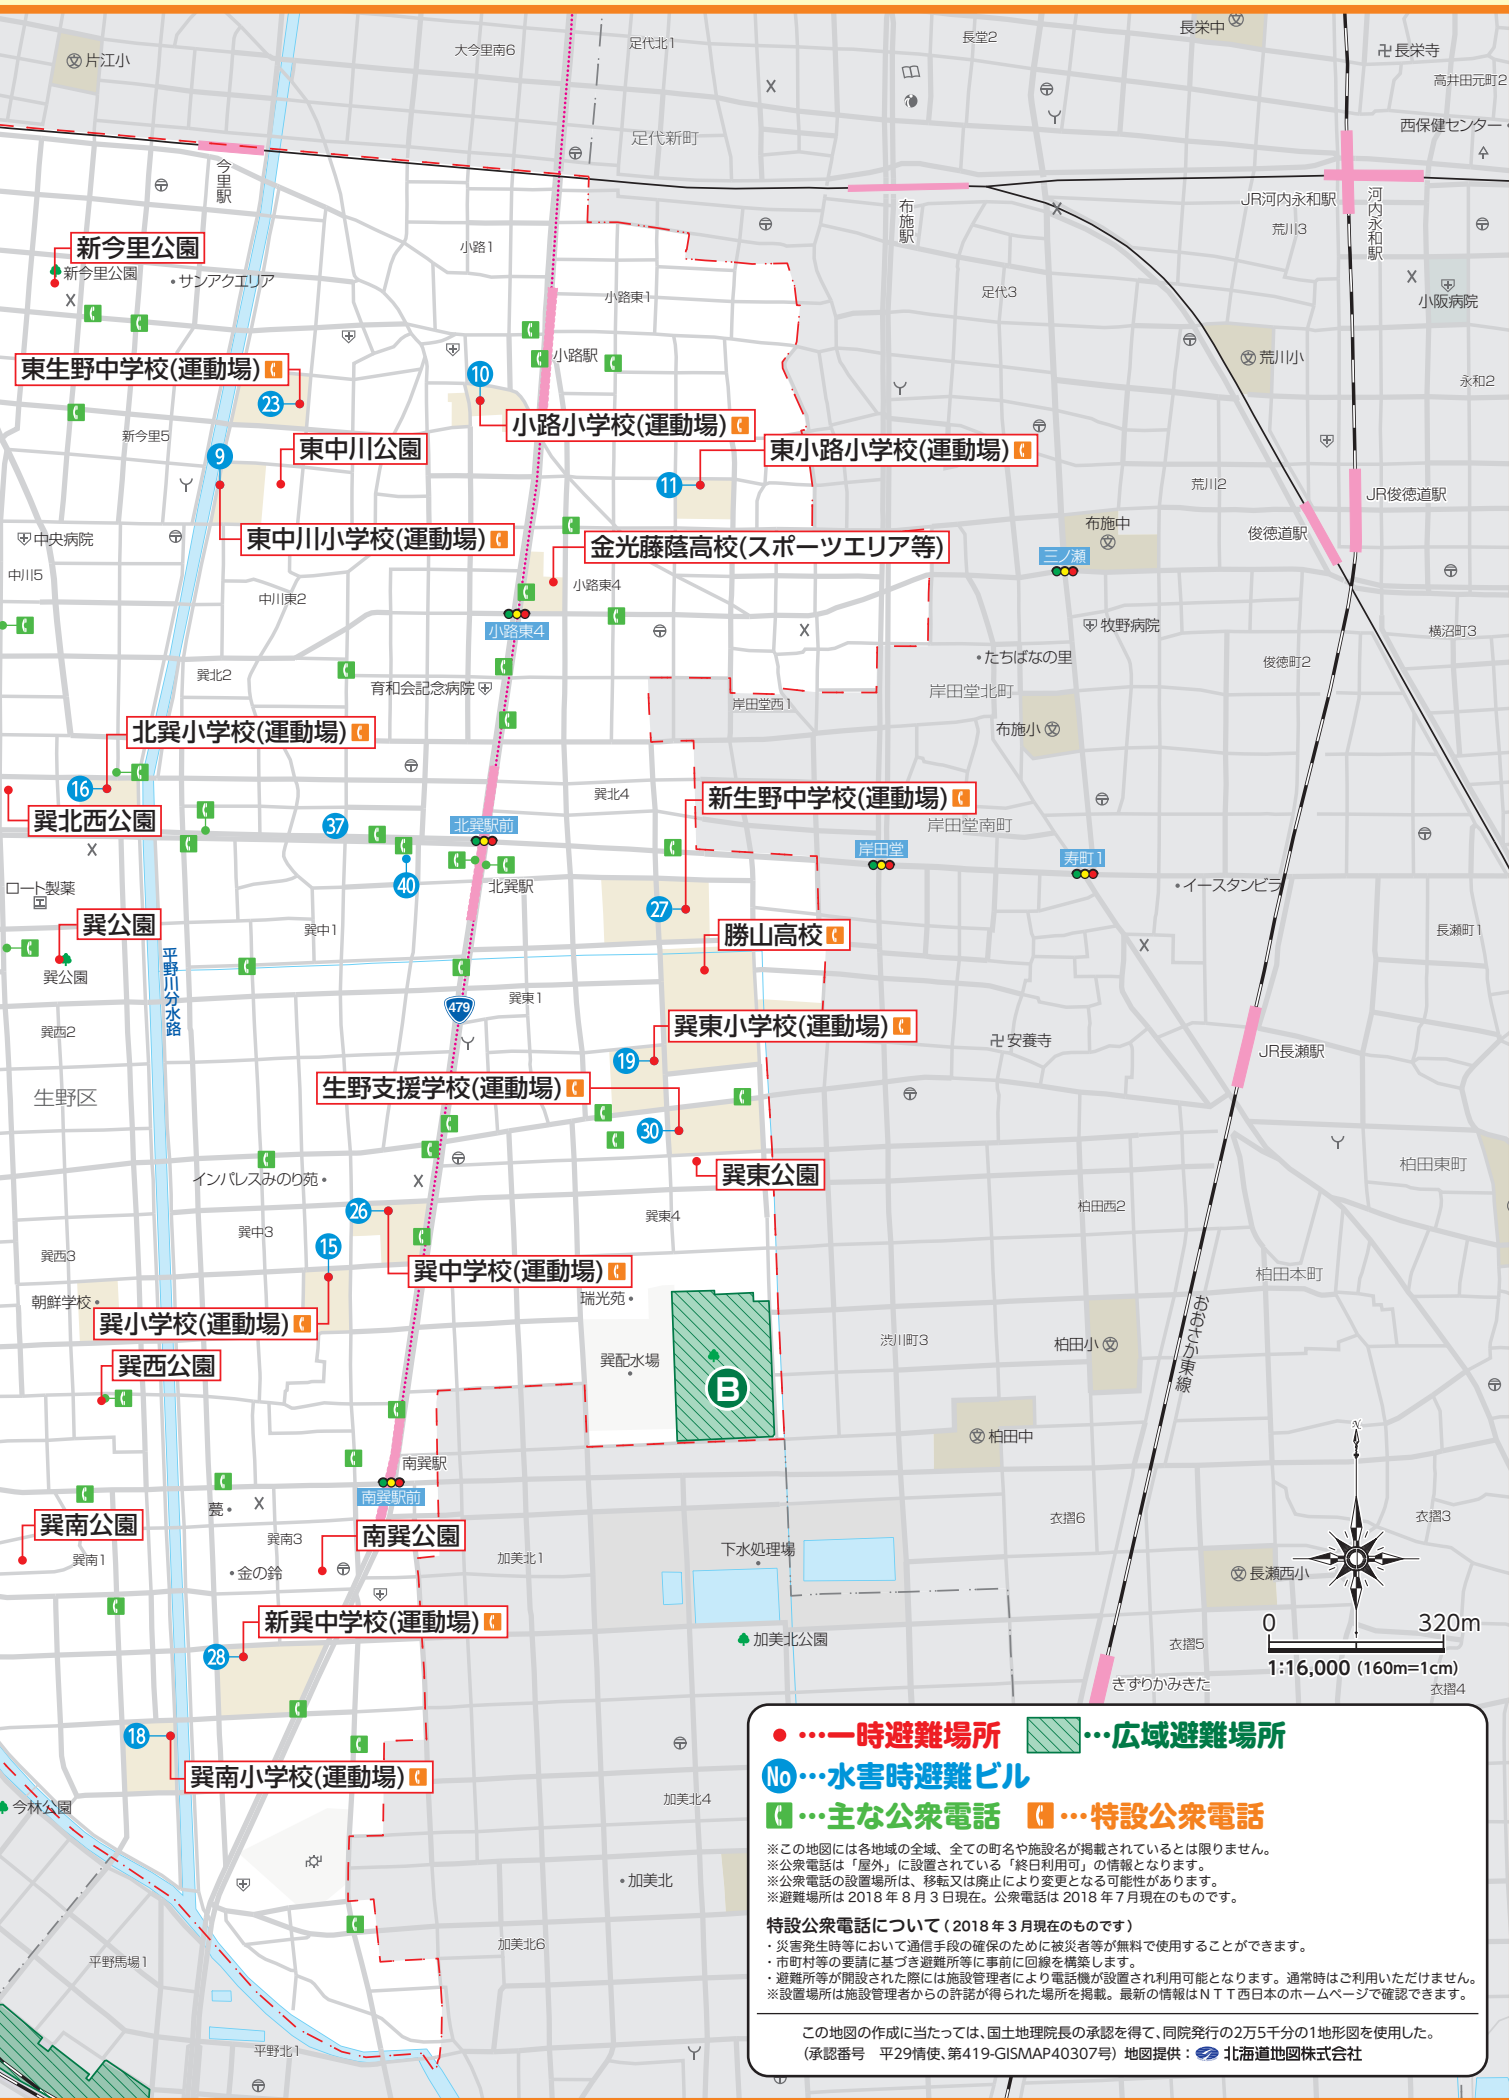 片江小
大今里南6
足代北1
長堂2
長栄中
長栄寺
高井田元町2
西保健センター
足代新町
今里駅
布施駅
JR河内永和駅
河内永和駅
荒川3
新今里公園
新今里公園
サンアクエリア
小路1
小路東1
足代3
小阪病院
東生野中学校(運動場)
23
10
小路駅
荒川小
永和2
新今里5
9
東中川公園
小路小学校(運動場)
東小路小学校(運動場)
11
荒川2
JR俊徳道駅
俊徳道駅
中央病院
東中川小学校(運動場)
金光藤蔭高校(スポーツエリア等)
布施中
三ノ瀬
中川5
中川東2
小路東4
小路東4
牧野病院
横沼町3
たちばなの里
俊徳町2
巽北2
育和会記念病院
岸田堂西1
岸田堂北町
布施小
北巽小学校(運動場)
16
巽北西公園
37
40
北巽駅前
北巽駅
巽北4
新生野中学校(運動場)
岸田堂南町
岸田堂
寿町1
イースタンビラ
ロート製薬
巽公園
巽公園
巽中1
27
勝山高校
長瀬町1
平野川分水路
479
巽東1
巽西2
巽東小学校(運動場)
19
安養寺
JR長瀬駅
生野区
生野支援学校(運動場)
30
巽東公園
柏田東町
インパレスみのり苑
26
巽中3
15
巽東4
柏田西2
巽西3
巽中学校(運動場)
柏田本町
朝鮮学校
巽小学校(運動場)
瑞光苑
巽配水場
B
渋川町3
柏田小
おおさか東線
巽西公園
柏田中
南巽駅
南巽駅前
甍
巽南公園
巽南1
巽南3
金の鈴
南巽公園
加美北1
下水処理場
衣摺6
衣摺3
長瀬西小
新巽中学校(運動場)
28
加美北公園
衣摺5
0 320m
1:16,000 (160m=1cm)
衣摺4
きずりかみきた
18
巽南小学校(運動場)
今林公園
加美北4
加美北
加美北6
平野馬場1
平野北1
…一時避難場所 …広域避難場所
No…水害時避難ビル
…主な公衆電話 …特設公衆電話
※この地図には各地域の全域、全ての町名や施設名が掲載されているとは限りません。
※公衆電話は「屋外」に設置されている「終日利用可」の情報となります。
※公衆電話の設置場所は、移転又は廃止により変更となる可能性があります。
※避難場所は 2018 年 8 月 3 日現在。公衆電話は 2018 年 7 月現在のものです。
特設公衆電話について ( 2018 年 3 月現在のものです )
・災害発生時等において通信手段の確保のために被災者等が無料で使用することができます。
・市町村等の要請に基づき避難所等に事前に回線を構築します。
・避難所等が開設された際には施設管理者により電話機が設置され利用可能となります。通常時はご利用いただけません。
※設置場所は施設管理者からの許諾が得られた場所を掲載。最新の情報はＮＴＴ西日本のホームページで確認できます。
この地図の作成に当たっては、国土地理院長の承認を得て、同院発行の2万5千分の1地形図を使用した。
(承認番号 平29情使、第419-GISMAP40307号) 地図提供： 北海道地図株式会社